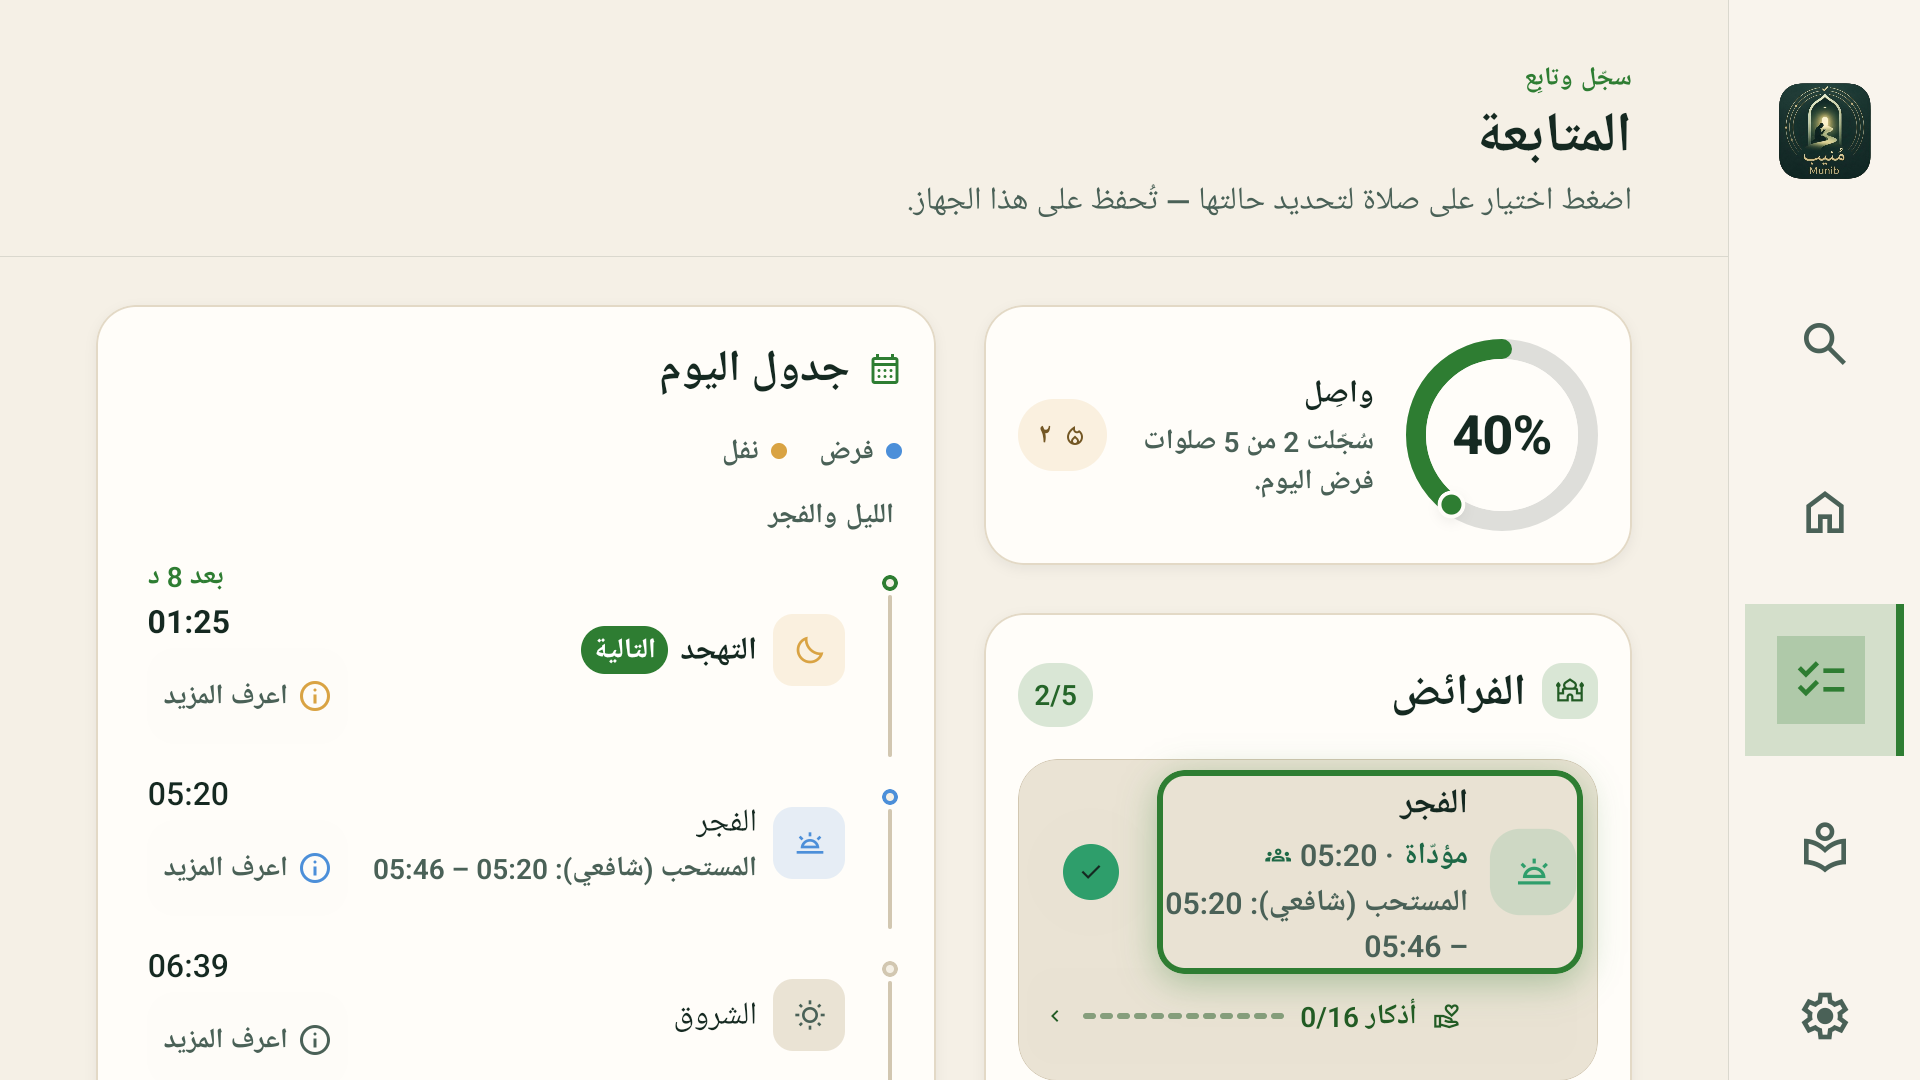 مُنيب
Munib
سجّل وتابِع
المتابعة
اضغط اختيار على صلاة لتحديد حالتها — تُحفظ على هذا الجهاز.
40%
واصِل
سُجّلت 2 من 5 صلوات
فرض اليوم.
٢
الفرائض
2/5
الفجر
مؤدّاة · 05:20
المستحب (شافعي): 05:20
– 05:46
أذكار 0/16
جدول اليوم
فرض
نفل
الليل والفجر
بعد 8 د
التهجد
التالية
01:25
اعرف المزيد
05:20
الفجر
المستحب (شافعي): 05:20 – 05:46
اعرف المزيد
06:39
الشروق
اعرف المزيد